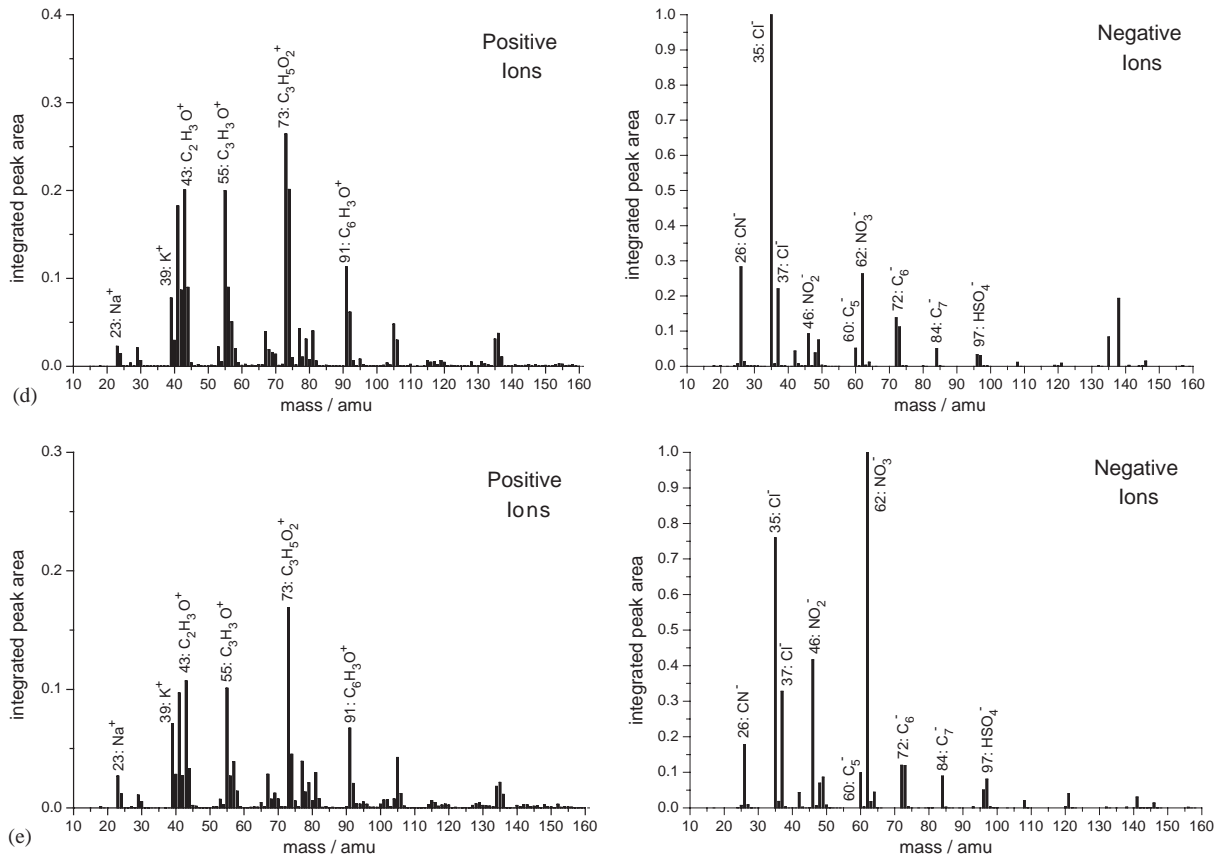 Positive
Ions
integrated peak area
0.4
0.3
0.2
0.1
0.0
23: Na⁺
39: K⁺
43: C₂H₃O⁺
55: C₃H₃O⁺
73: C₃H₅O₂⁺
91: C₆H₃O⁺
10 20 30 40 50 60 70 80 90 100 110 120 130 140 150 160
mass / amu
(d)
Negative
Ions
integrated peak area
1.0
0.9
0.8
0.7
0.6
0.5
0.4
0.3
0.2
0.1
0.0
26: CN⁻
35: Cl⁻
37: Cl⁻
46: NO₂⁻
60: C₅⁻
62: NO₃⁻
72: C₆⁻
84: C₇⁻
97: HSO₄⁻
10 20 30 40 50 60 70 80 90 100 110 120 130 140 150 160
mass / amu
Positive
Ions
integrated peak area
0.3
0.2
0.1
0.0
23: Na⁺
39: K⁺
43: C₂H₃O⁺
55: C₃H₃O⁺
73: C₃H₅O₂⁺
91: C₆H₃O⁺
10 20 30 40 50 60 70 80 90 100 110 120 130 140 150 160
mass / amu
(e)
Negative
Ions
integrated peak area
1.0
0.9
0.8
0.7
0.6
0.5
0.4
0.3
0.2
0.1
0.0
26: CN⁻
35: Cl⁻
37: Cl⁻
46: NO₂⁻
60: C₅⁻
62: NO₃⁻
72: C₆⁻
84: C₇⁻
97: HSO₄⁻
10 20 30 40 50 60 70 80 90 100 110 120 130 140 150 160
mass / amu